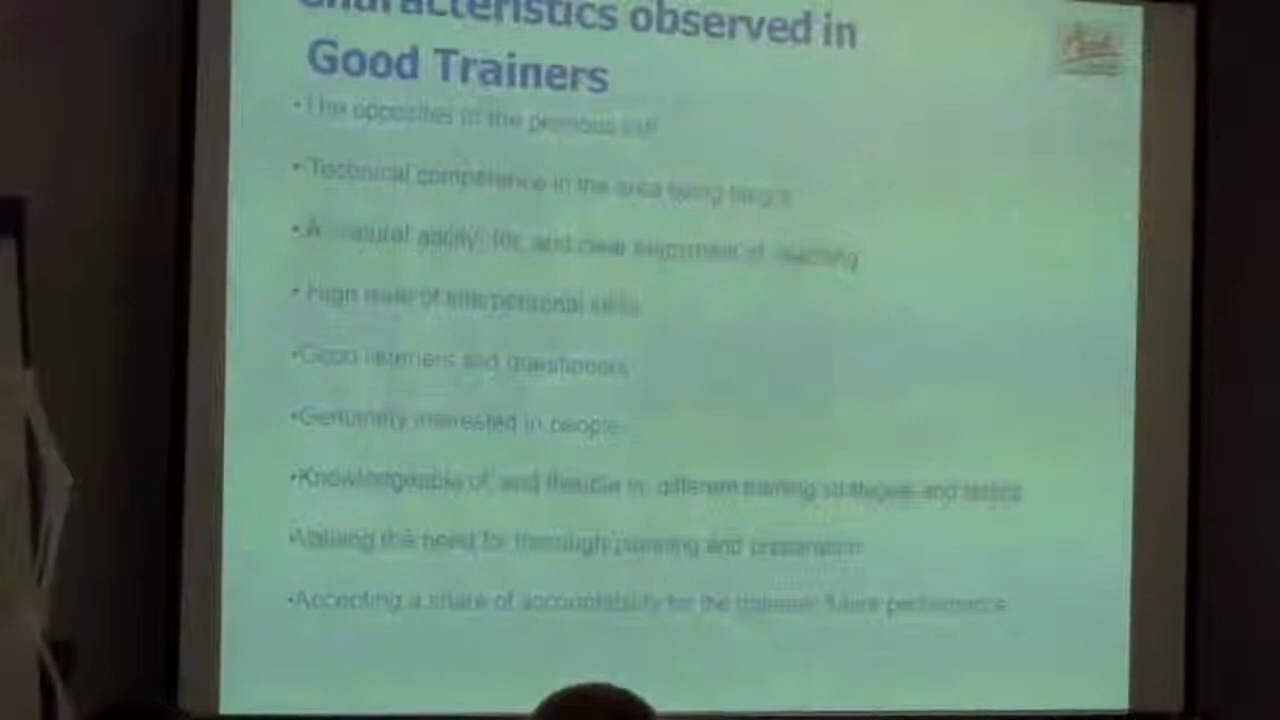 Characteristics observed in
Good Trainers
•The opposites of the previous list!
• Technical competence in the area being taught
• A natural ability for, and clear enjoyment of, teaching
• High level of interpersonal skills
•Good listeners and questioners
•Genuinely interested in people
•Knowledgeable of, and flexible in, different training strategies and tactics
•Valuing the need for thorough planning and preparation
•Accepting a share of accountability for the trainees' future performance